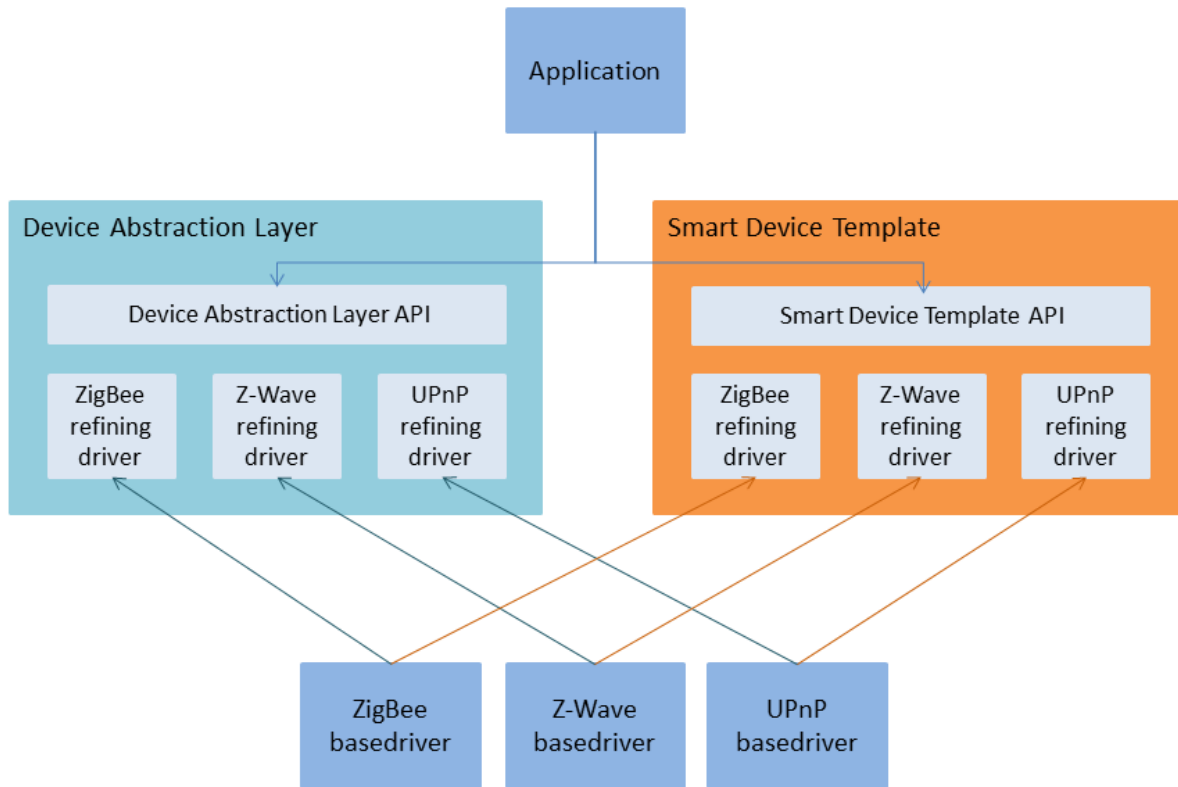 Application
Device Abstraction Layer
Device Abstraction Layer API
ZigBee
refining
driver
Z-Wave
refining
driver
UPnP
refining
driver
Smart Device Template
Smart Device Template API
ZigBee
refining
driver
Z-Wave
refining
driver
UPnP
refining
driver
ZigBee
basedriver
Z-Wave
basedriver
UPnP
basedriver